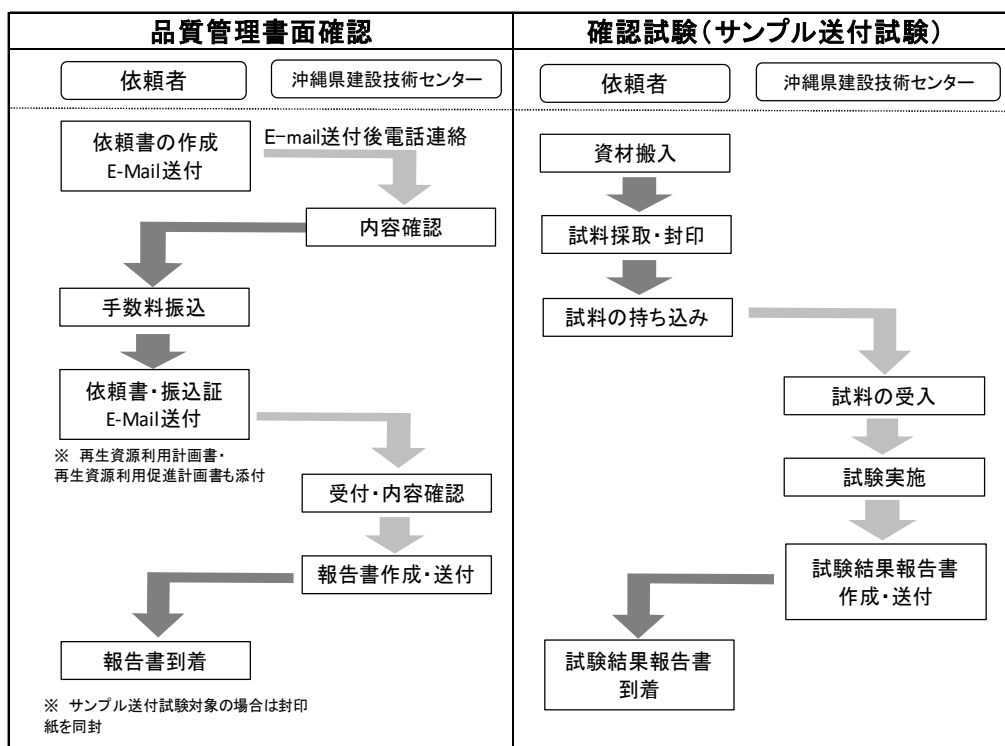 品質管理書面確認
依頼者
沖縄県建設技術センター
依頼書の作成
E-Mail送付
E-mail送付後電話連絡
内容確認
手数料振込
依頼書・振込証
E-Mail送付
※ 再生資源利用計画書・
再生資源利用促進計画書も添付
受付・内容確認
報告書作成・送付
報告書到着
※ サンプル送付試験対象の場合は封印
紙を同封
確認試験(サンプル送付試験)
依頼者
沖縄県建設技術センター
資材搬入
試料採取・封印
試料の持ち込み
試料の受入
試験実施
試験結果報告書
作成・送付
試験結果報告書
到着